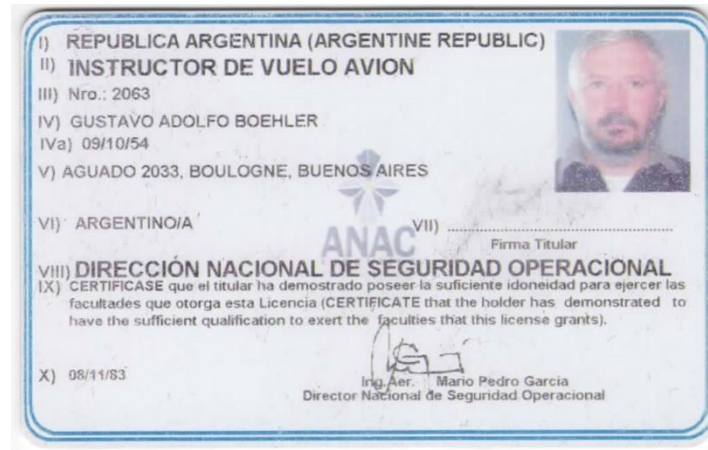 I) REPUBLICA ARGENTINA (ARGENTINE REPUBLIC)
II) INSTRUCTOR DE VUELO AVION
III) Nro.: 2063
IV) GUSTAVO ADOLFO BOEHLER
IVa) 09/10/54
V) AGUADO 2033, BOULOGNE, BUENOS AIRES
VI) ARGENTINO/A
VII)
ANAC
Firma Titular
VIII) DIRECCIÓN NACIONAL DE SEGURIDAD OPERACIONAL
IX) CERTIFICASE que el titular ha demostrado poseer la suficiente idoneidad para ejercer las
facultades que otorga esta Licencia (CERTIFICATE that the holder has demonstrated to
have the sufficient qualification to exert the faculties that this license grants).
X) 08/11/83
Ing.Aer. Mario Pedro Garcia
Director Nacional de Seguridad Operacional